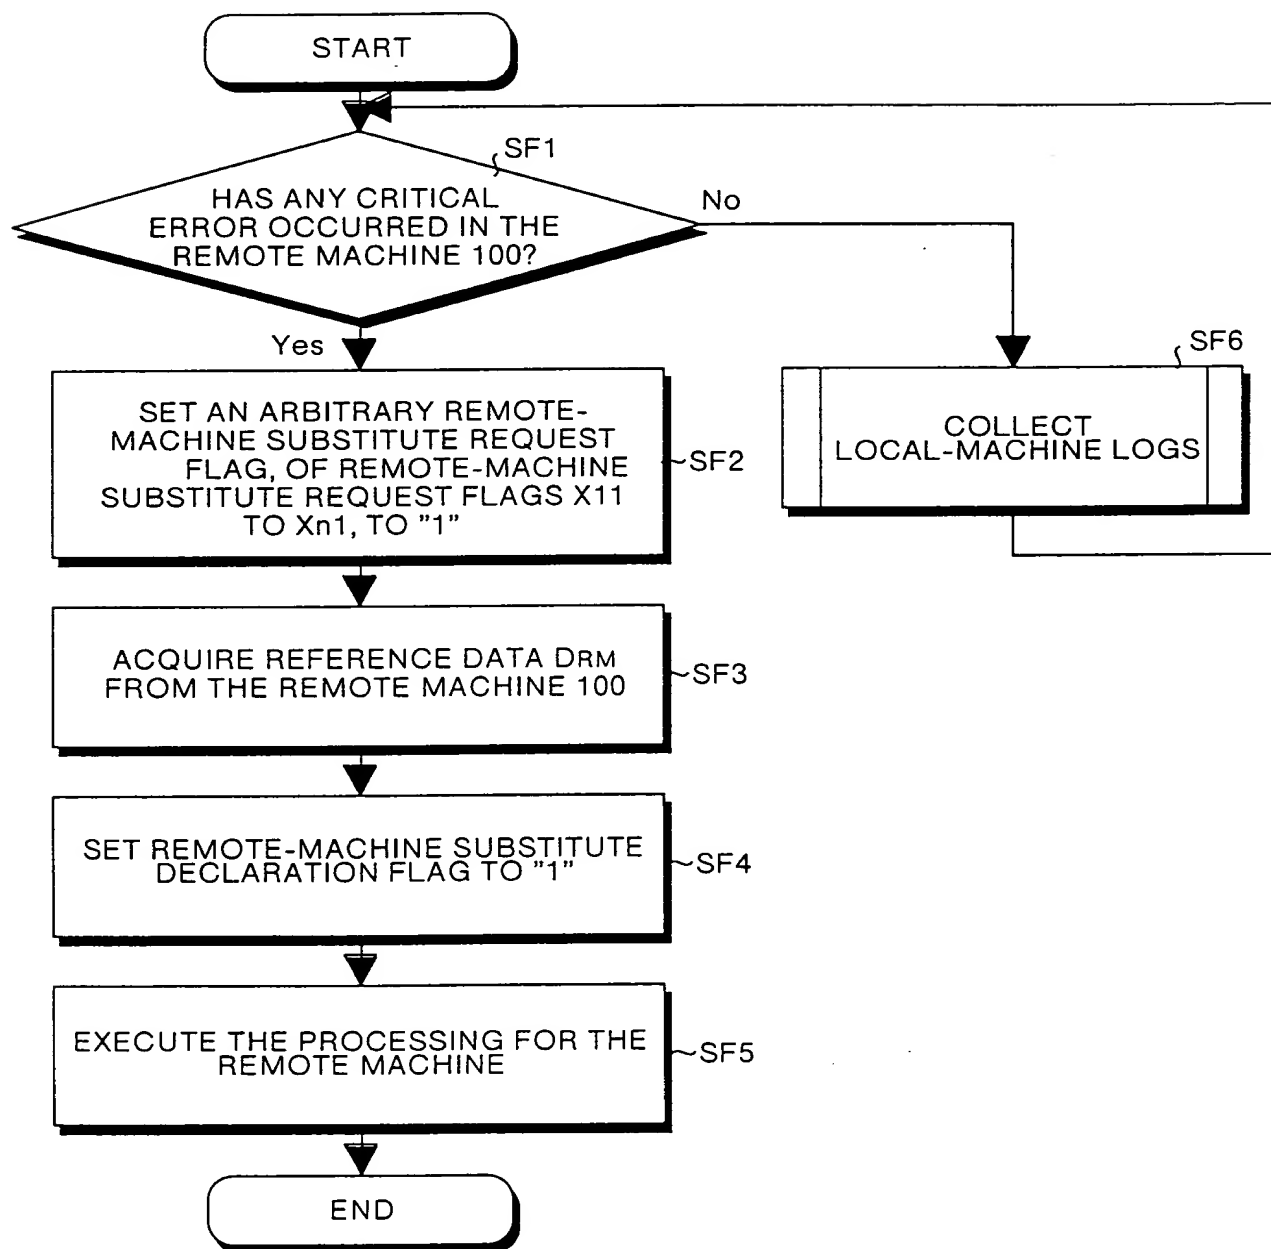 START
SF1
HAS ANY CRITICAL
ERROR OCCURRED IN THE
REMOTE MACHINE 100?
No
Yes
SET AN ARBITRARY REMOTE-
MACHINE SUBSTITUTE REQUEST
FLAG, OF REMOTE-MACHINE
SUBSTITUTE REQUEST FLAGS X11
TO Xn1, TO "1"
SF2
SF6
COLLECT
LOCAL-MACHINE LOGS
ACQUIRE REFERENCE DATA DRM
FROM THE REMOTE MACHINE 100
SF3
SET REMOTE-MACHINE SUBSTITUTE
DECLARATION FLAG TO "1"
SF4
EXECUTE THE PROCESSING FOR THE
REMOTE MACHINE
SF5
END